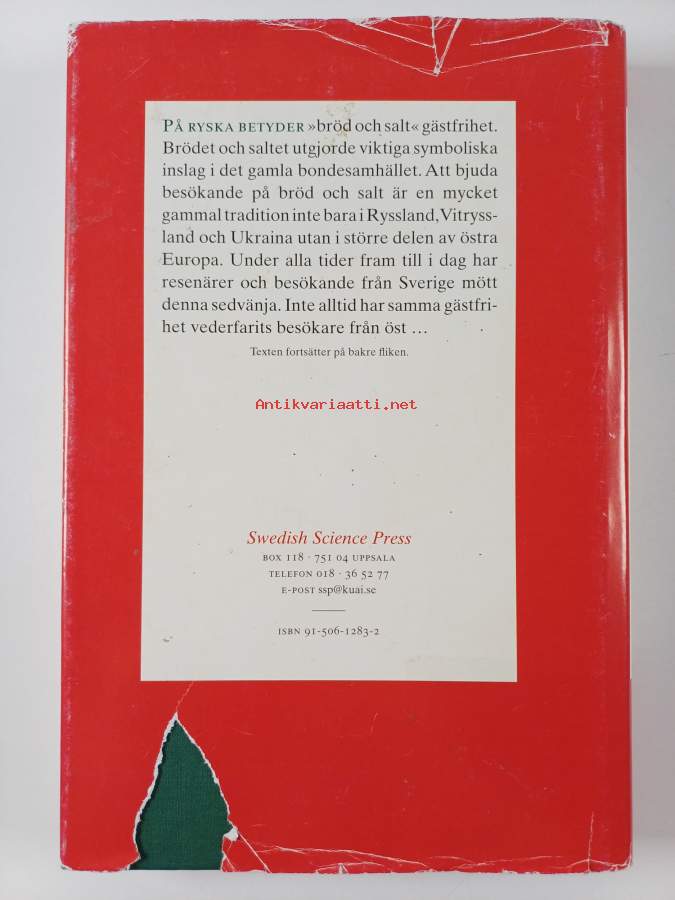 PÅ RYSKA BETYDER »bröd och salt« gästfrihet.
Brödet och saltet utgjorde viktiga symboliska
inslag i det gamla bondesamhället. Att bjuda
besökande på bröd och salt är en mycket
gammal tradition inte bara i Ryssland, Vitryss-
land och Ukraina utan i större delen av östra
Europa. Under alla tider fram till i dag har
resenärer och besökande från Sverige mött
denna sedvänja. Inte alltid har samma gästfri-
het vederfarits besökare från öst ...
Texten fortsätter på bakre fliken.
Antikvariaatti.net
Swedish Science Press
BOX 118 · 751 04 UPPSALA
TELEFON 018 · 36 52 77
E-POST ssp@kuai.se
ISBN 91-506-1283-2